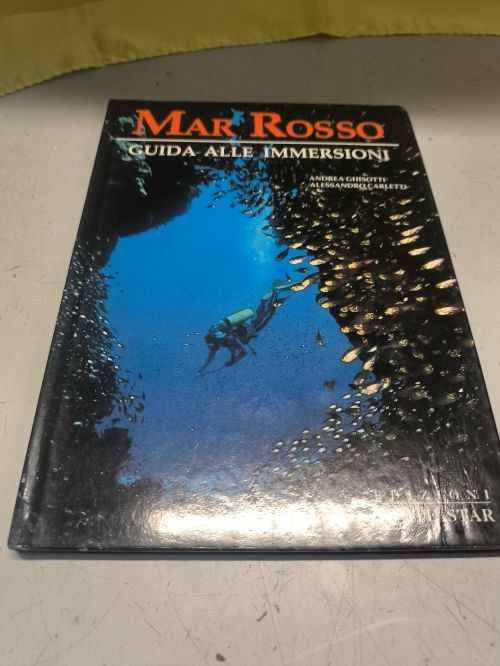 MAR ROSSO
GUIDA ALLE IMMERSIONI
ANDREA GHISOTTI
ALESSANDRO CARLETTI
EDIZIONI
STAR